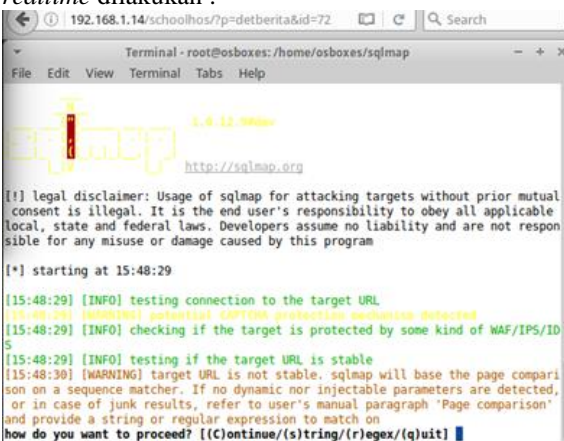 realtime dilakukan .
192.168.1.14/schoolhos/?p=detberita&id=72
Search
Terminal - root@osboxes: /home/osboxes/sqlmap
File Edit View Terminal Tabs Help
http://sqlmap.org
[!] legal disclaimer: Usage of sqlmap for attacking targets without prior mutual
consent is illegal. It is the end user's responsibility to obey all applicable
local, state and federal laws. Developers assume no liability and are not respon
sible for any misuse or damage caused by this program
[*] starting at 15:48:29
[15:48:29] [INFO] testing connection to the target URL
[15:48:29] [WARNING] potential CAPTCHA protection mechanism detected
[15:48:29] [INFO] checking if the target is protected by some kind of WAF/IPS/ID
S
[15:48:29] [INFO] testing if the target URL is stable
[15:48:30] [WARNING] target URL is not stable. sqlmap will base the page compari
son on a sequence matcher. If no dynamic nor injectable parameters are detected,
or in case of junk results, refer to user's manual paragraph 'Page comparison'
and provide a string or regular expression to match on
how do you want to proceed? [(C)ontinue/(s)tring/(r)egex/(q)uit]